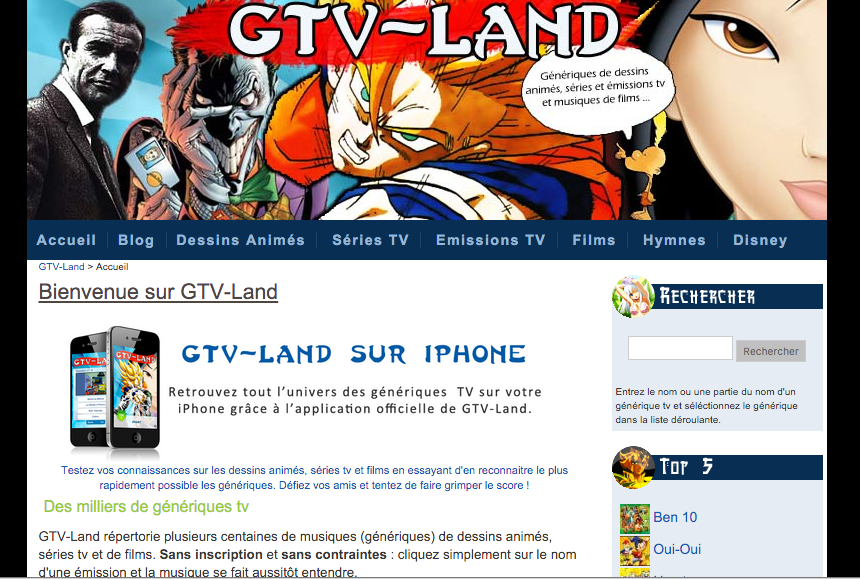 GTV-LAND
Génériques de dessins
animés, séries et émissions tv
et musiques de films ...
Accueil Blog Dessins Animés Séries TV Emissions TV Films Hymnes Disney
GTV-Land > Accueil
Bienvenue sur GTV-Land
GTV-LAND SUR IPHONE
Retrouvez tout l'univers des génériques TV sur votre
iPhone grâce à l'application officielle de GTV-Land.
Testez vos connaissances sur les dessins animés, séries tv et films en essayant d'en reconnaitre le plus
rapidement possible les génériques. Défiez vos amis et tentez de faire grimper le score !
Des milliers de génériques tv
GTV-Land répertorie plusieurs centaines de musiques (génériques) de dessins animés,
séries tv et de films. Sans inscription et sans contraintes : cliquez simplement sur le nom
d'une émission et la musique se fait aussitôt entendre.
Rechercher
Rechercher
Entrez le nom ou une partie du nom d'un
générique tv et séléctionnez le générique
dans la liste déroulante.
Top 5
Ben 10
Oui-Oui